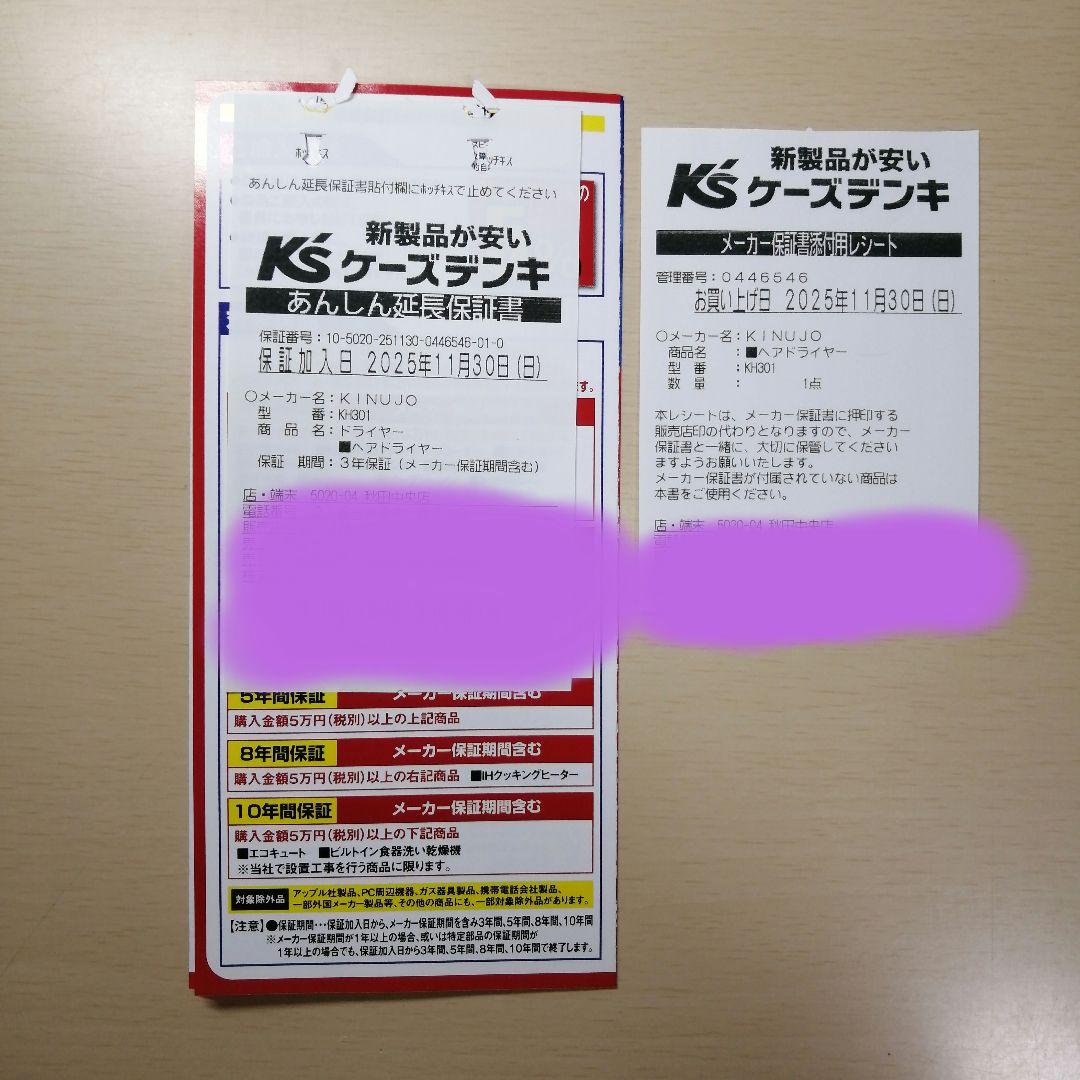 ホッチキス
あんしん延長保証書貼付欄にホッチキスで止めてください
新製品が安い
K'sケーズデンキ
あんしん延長保証書
保証番号：10-5020-251130-0446546-01-0
保証加入日 2025年11月30日(日)
○メーカー名：ＫＩＮＵＪＯ
型　　番：KH301
商 品 名：ドライヤー
■ヘアドライヤー
保証 期間：３年保証（メーカー保証期間含む）
店・端末 5020-04 秋田中央店
電話番号
5年間保証 メーカー保証期間含む
購入金額5万円(税別)以上の上記商品
8年間保証 メーカー保証期間含む
購入金額5万円(税別)以上の右記商品 ■IHクッキングヒーター
10年間保証 メーカー保証期間含む
購入金額5万円(税別)以上の下記商品
■エコキュート ■ビルトイン食器洗い乾燥機
※当社で設置工事を行う商品に限ります。
対象除外品 アップル社製品、PC周辺機器、ガス器具製品、携帯電話会社製品、
一部外国メーカー製品等、その他の商品にも、一部対象除外品があります。
【注意】●保証期間…保証加入日から、メーカー保証期間を含み3年間、5年間、8年間、10年間
※メーカー保証期間が1年以上の場合、或いは特定部品の保証期間が
1年以上の場合でも、保証加入日から3年間、5年間、8年間、10年間で終了します。
新製品が安い
K'sケーズデンキ
メーカー保証書添付用レシート
管理番号：０４４６５４６
お買い上げ日 2025年11月30日(日)
○メーカー名：ＫＩＮＵＪＯ
商品名　：■ヘアドライヤー
型　番　：KH301
数　量　：　　　1点
本レシートは、メーカー保証書に押印する
販売店印の代わりとなりますので、メーカー
保証書と一緒に、大切に保管してください
ますようお願いいたします。
メーカー保証書が付属されていない商品は
本書をご使用ください。
店・端末 5020-04 秋田中央店